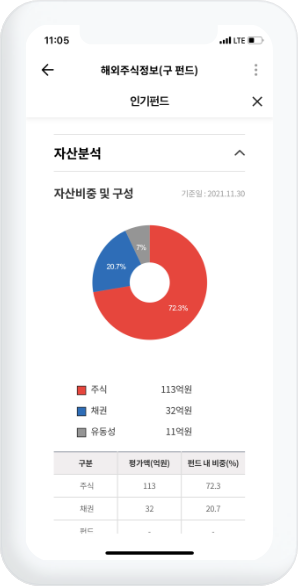 11:05 LTE
해외주식정보(구 펀드)
인기펀드
자산분석
자산비중 및 구성 기준일 : 2021.11.30
7%
20.7%
72.3%
주식 113억원
채권 32억원
유동성 11억원
구분 평가액(억원) 펀드 내 비중(%)
주식 113 72.3
채권 32 20.7
펀드 - -